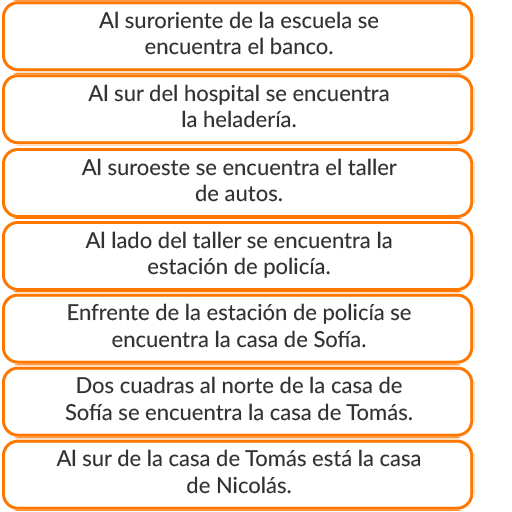 Al suroriente de la escuela se
encuentra el banco.
Al sur del hospital se encuentra
la heladería.
Al suroeste se encuentra el taller
de autos.
Al lado del taller se encuentra la
estación de policía.
Enfrente de la estación de policía se
encuentra la casa de Sofía.
Dos cuadras al norte de la casa de
Sofía se encuentra la casa de Tomás.
Al sur de la casa de Tomás está la casa
de Nicolás.